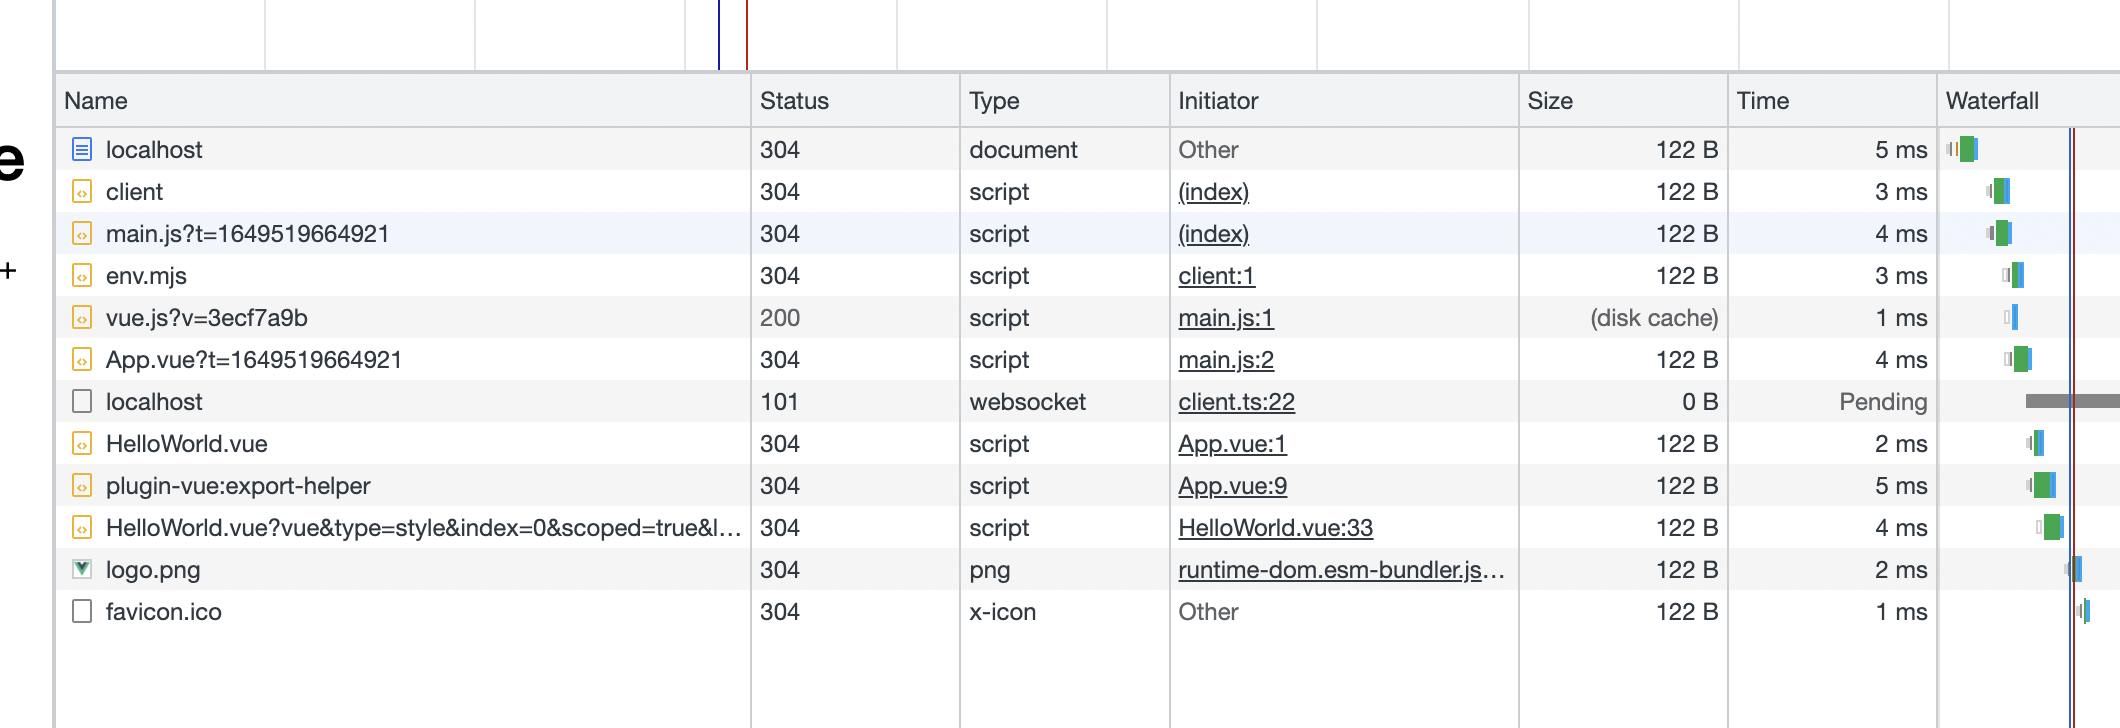 e
+
Name Status Type Initiator Size Time Waterfall
localhost 304 document Other 122 B 5 ms
client 304 script (index) 122 B 3 ms
main.js?t=1649519664921 304 script (index) 122 B 4 ms
env.mjs 304 script client:1 122 B 3 ms
vue.js?v=3ecf7a9b 200 script main.js:1 (disk cache) 1 ms
App.vue?t=1649519664921 304 script main.js:2 122 B 4 ms
localhost 101 websocket client.ts:22 0 B Pending
HelloWorld.vue 304 script App.vue:1 122 B 2 ms
plugin-vue:export-helper 304 script App.vue:9 122 B 5 ms
HelloWorld.vue?vue&type=style&index=0&scoped=true&l... 304 script HelloWorld.vue:33 122 B 4 ms
logo.png 304 png runtime-dom.esm-bundler.js... 122 B 2 ms
favicon.ico 304 x-icon Other 122 B 1 ms